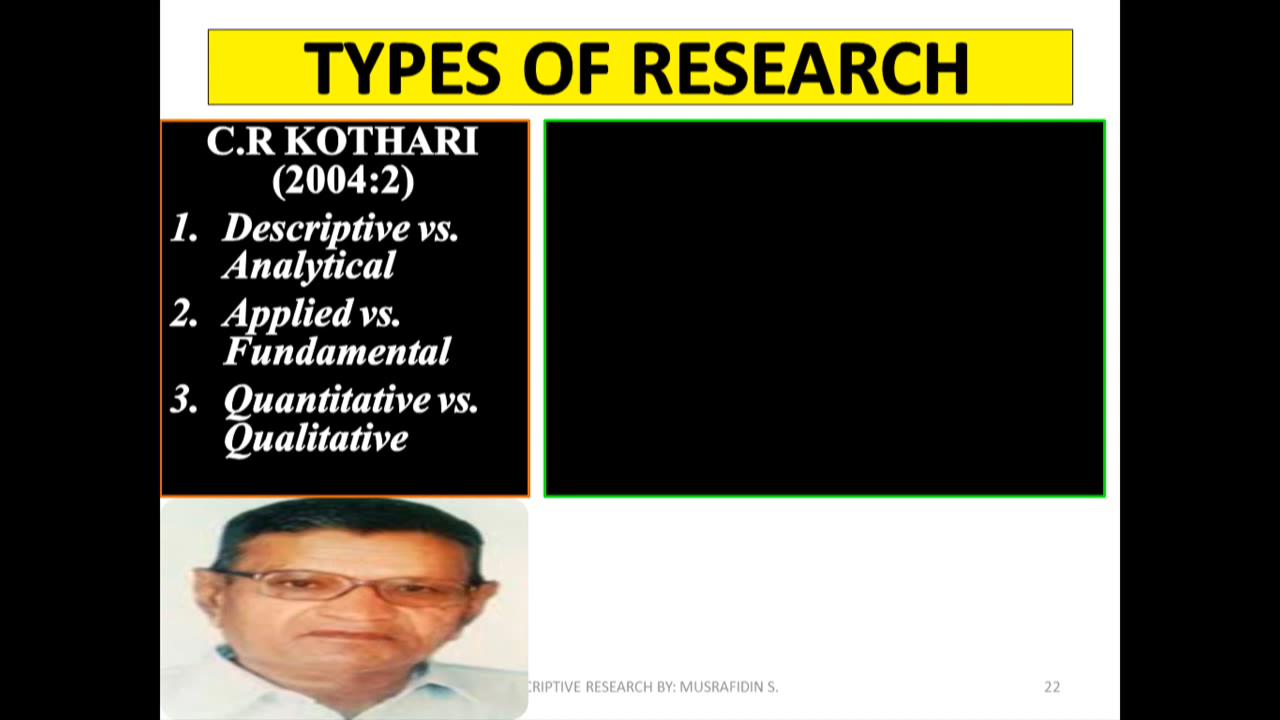 TYPES OF RESEARCH
C.R KOTHARI
(2004:2)
1. Descriptive vs.
Analytical
2. Applied vs.
Fundamental
3. Quantitative vs.
Qualitative
RESEARCH BY: MUSRAFIDIN S.
22